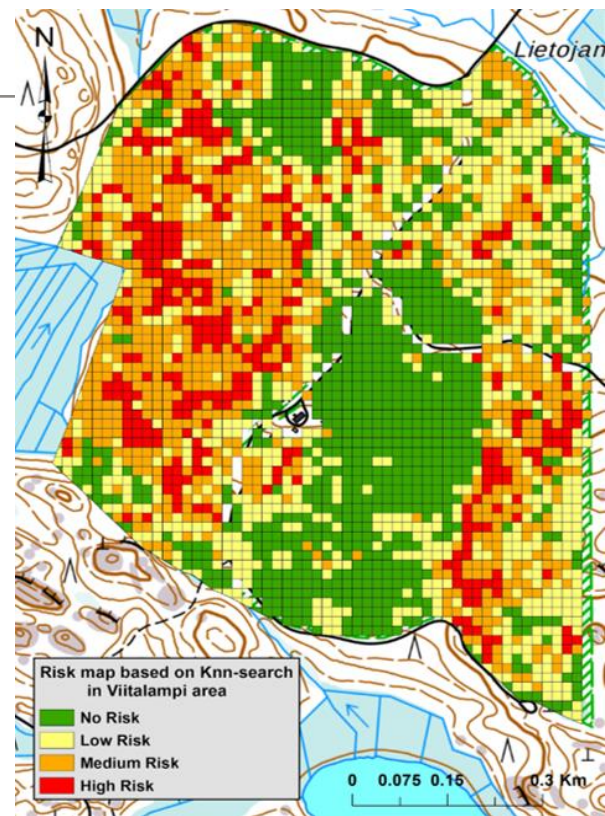 N
Lietojan
Risk map based on Knn-search
in Viitalampi area
No Risk
Low Risk
Medium Risk
High Risk
0 0.075 0.15 0.3 Km